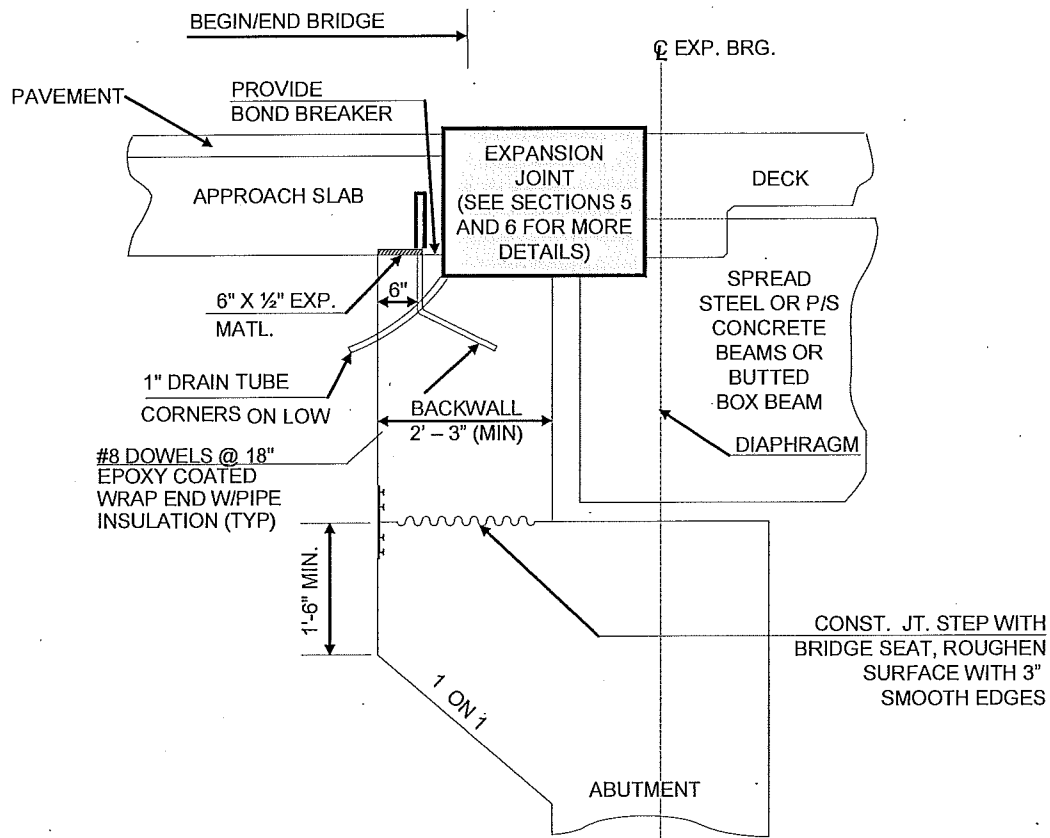 BEGIN/END BRIDGE
℄ EXP. BRG.
PAVEMENT
PROVIDE
BOND BREAKER
EXPANSION
JOINT
(SEE SECTIONS 5
AND 6 FOR MORE
DETAILS)
DECK
APPROACH SLAB
6" X ½" EXP.
MATL.
6"
SPREAD
STEEL OR P/S
CONCRETE
BEAMS OR
BUTTED
BOX BEAM
1" DRAIN TUBE
CORNERS ON LOW
BACKWALL
2' – 3" (MIN)
DIAPHRAGM
#8 DOWELS @ 18"
EPOXY COATED
WRAP END W/PIPE
INSULATION (TYP)
1'-6" MIN.
CONST. JT. STEP WITH
BRIDGE SEAT, ROUGHEN
SURFACE WITH 3"
SMOOTH EDGES
1 ON 1
ABUTMENT